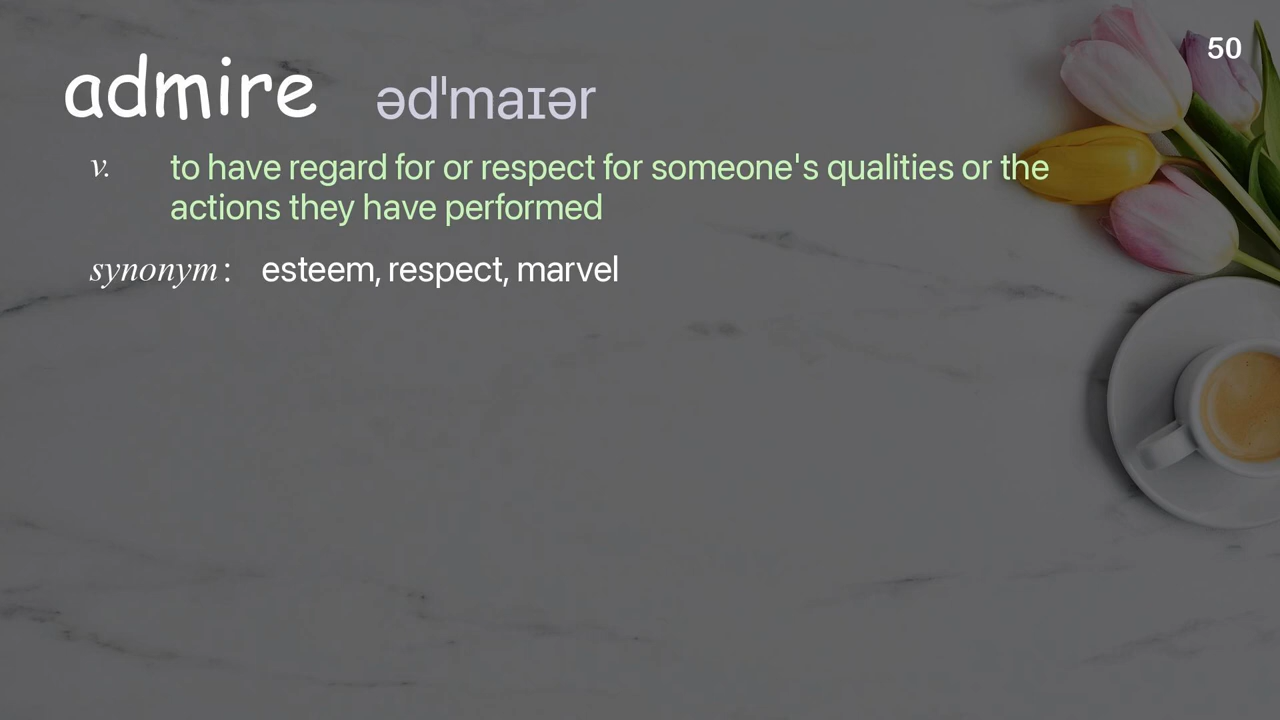 50
admire əd'maɪər
v. to have regard for or respect for someone's qualities or the
actions they have performed
synonym: esteem, respect, marvel